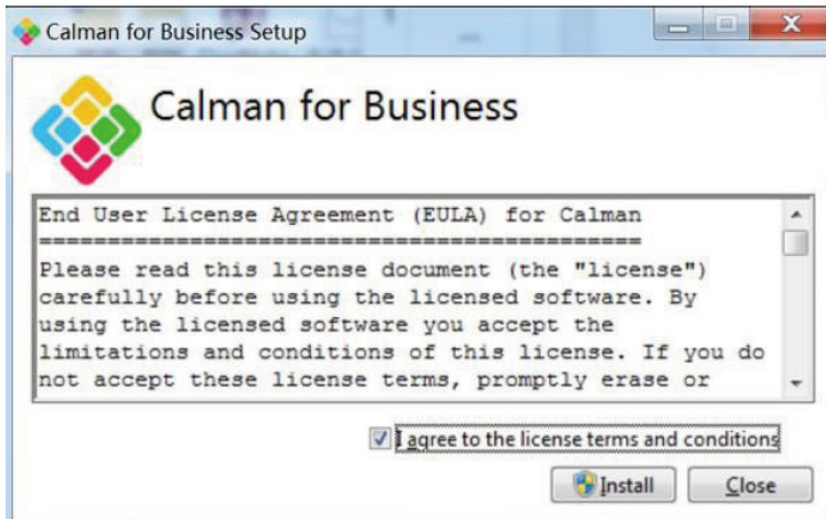 Calman for Business Setup
Calman for Business
End User License Agreement (EULA) for Calman
============================================
Please read this license document (the "license")
carefully before using the licensed software. By
using the licensed software you accept the
limitations and conditions of this license. If you do
not accept these license terms, promptly erase or
I agree to the license terms and conditions
Install
Close